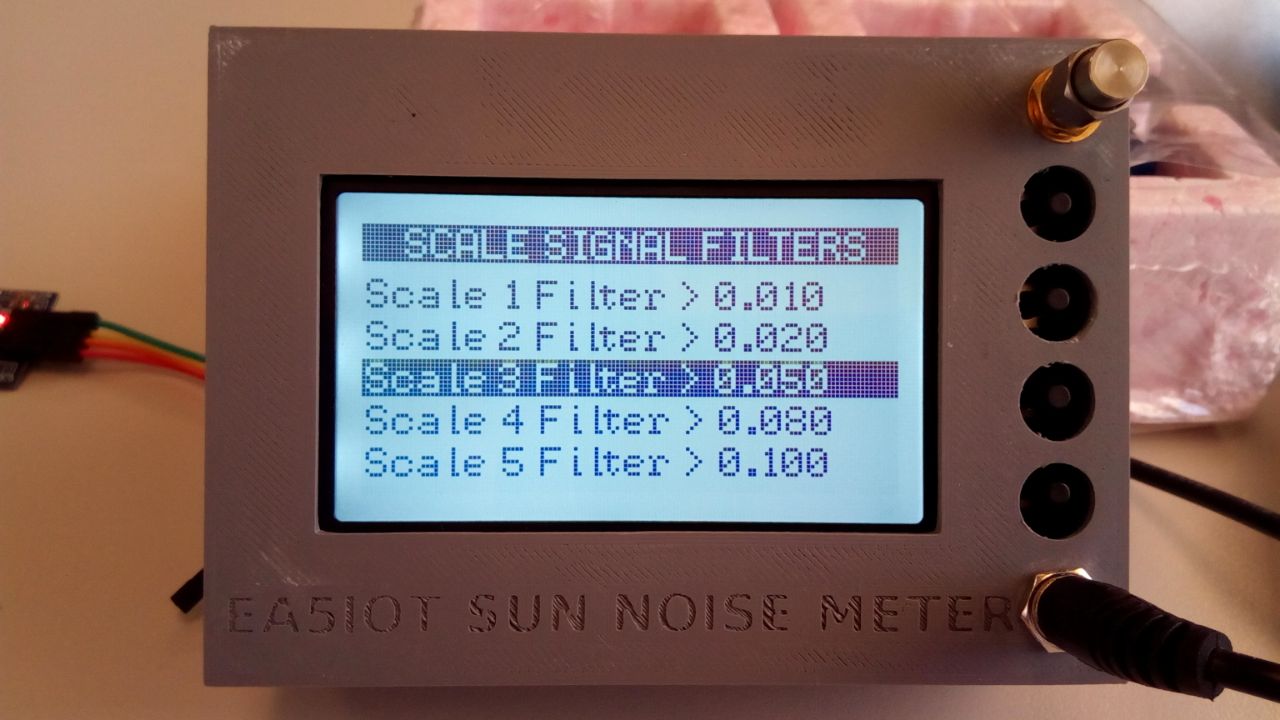 SCALE SIGNAL FILTERS
Scale 1 Filter > 0.010
Scale 2 Filter > 0.020
Scale 3 Filter > 0.050
Scale 4 Filter > 0.080
Scale 5 Filter > 0.100
EA5IOT SUN NOISE METER